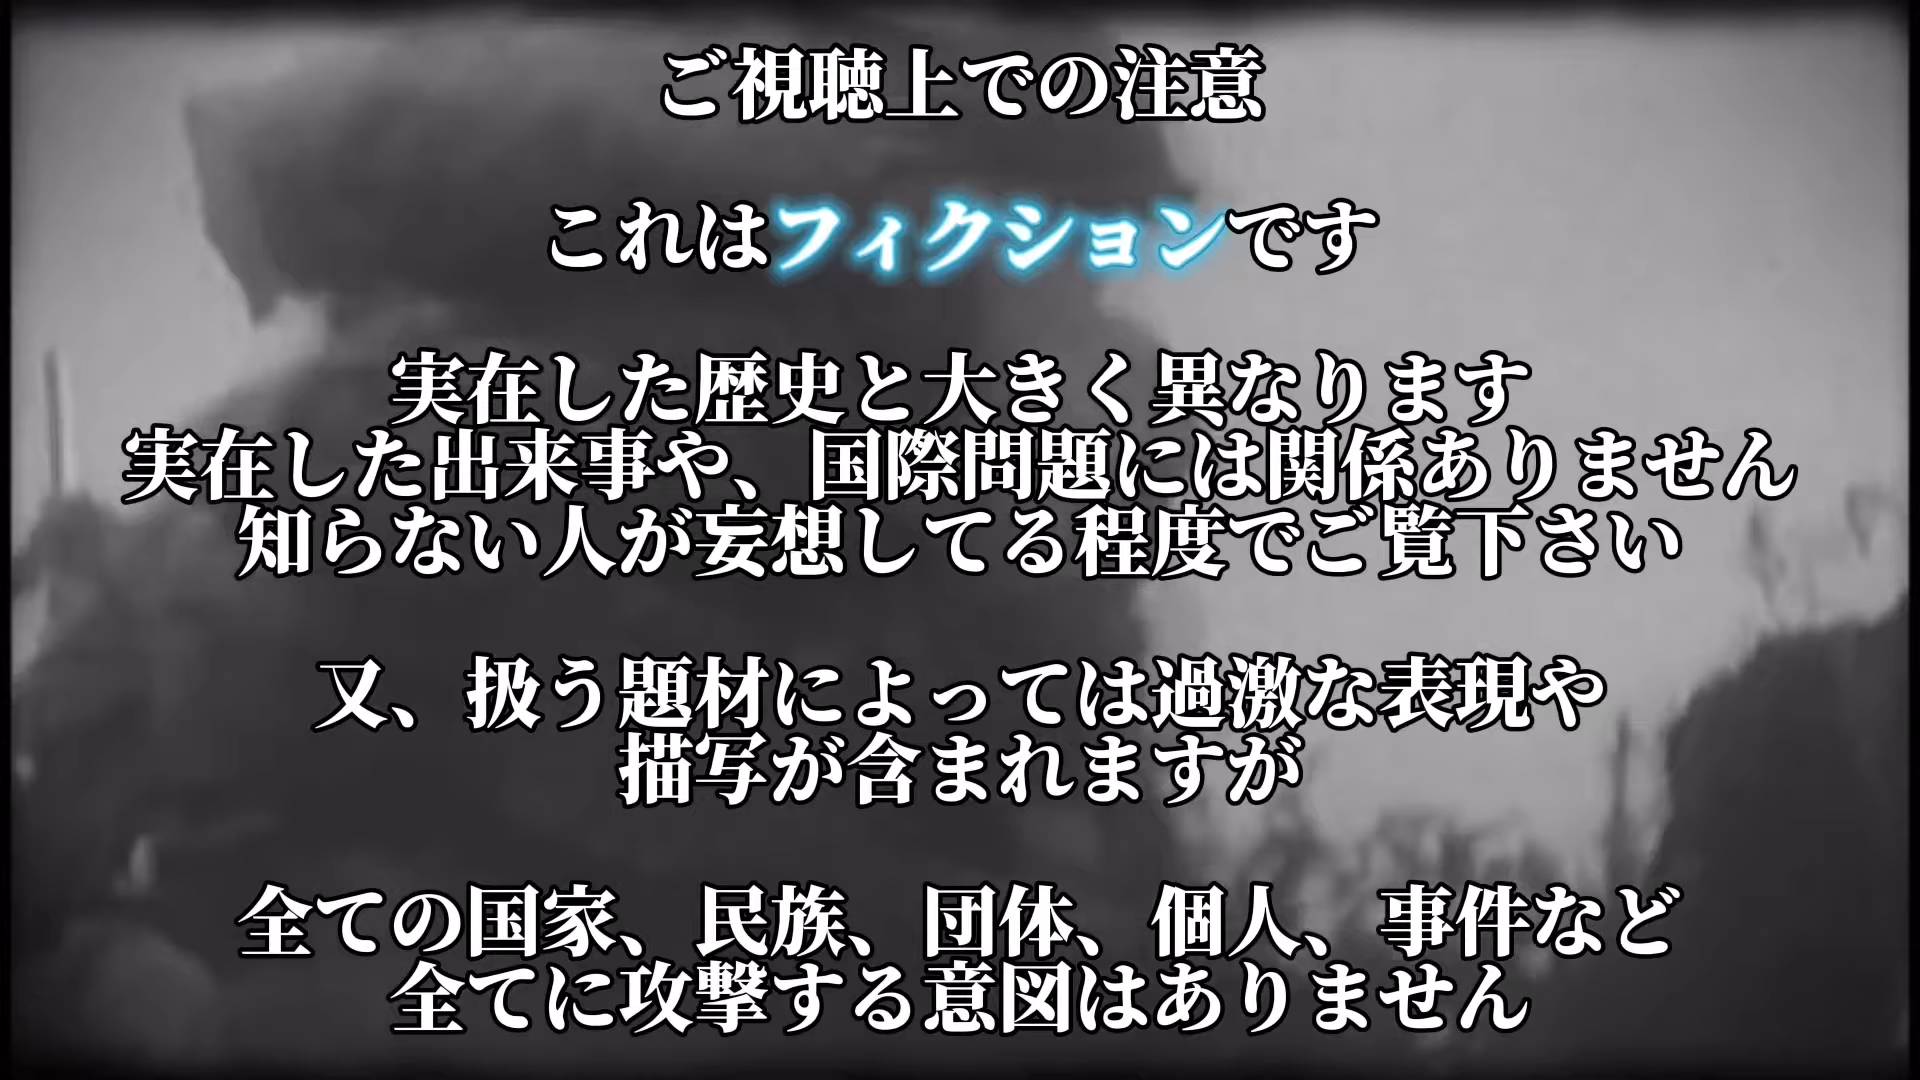 ご視聴上での注意
これはフィクションです
実在した歴史と大きく異なります
実在した出来事や、国際問題には関係ありません
知らない人が妄想してる程度でご覧下さい
又、扱う題材によっては過激な表現や
描写が含まれますが
全ての国家、民族、団体、個人、事件など
全てに攻撃する意図はありません